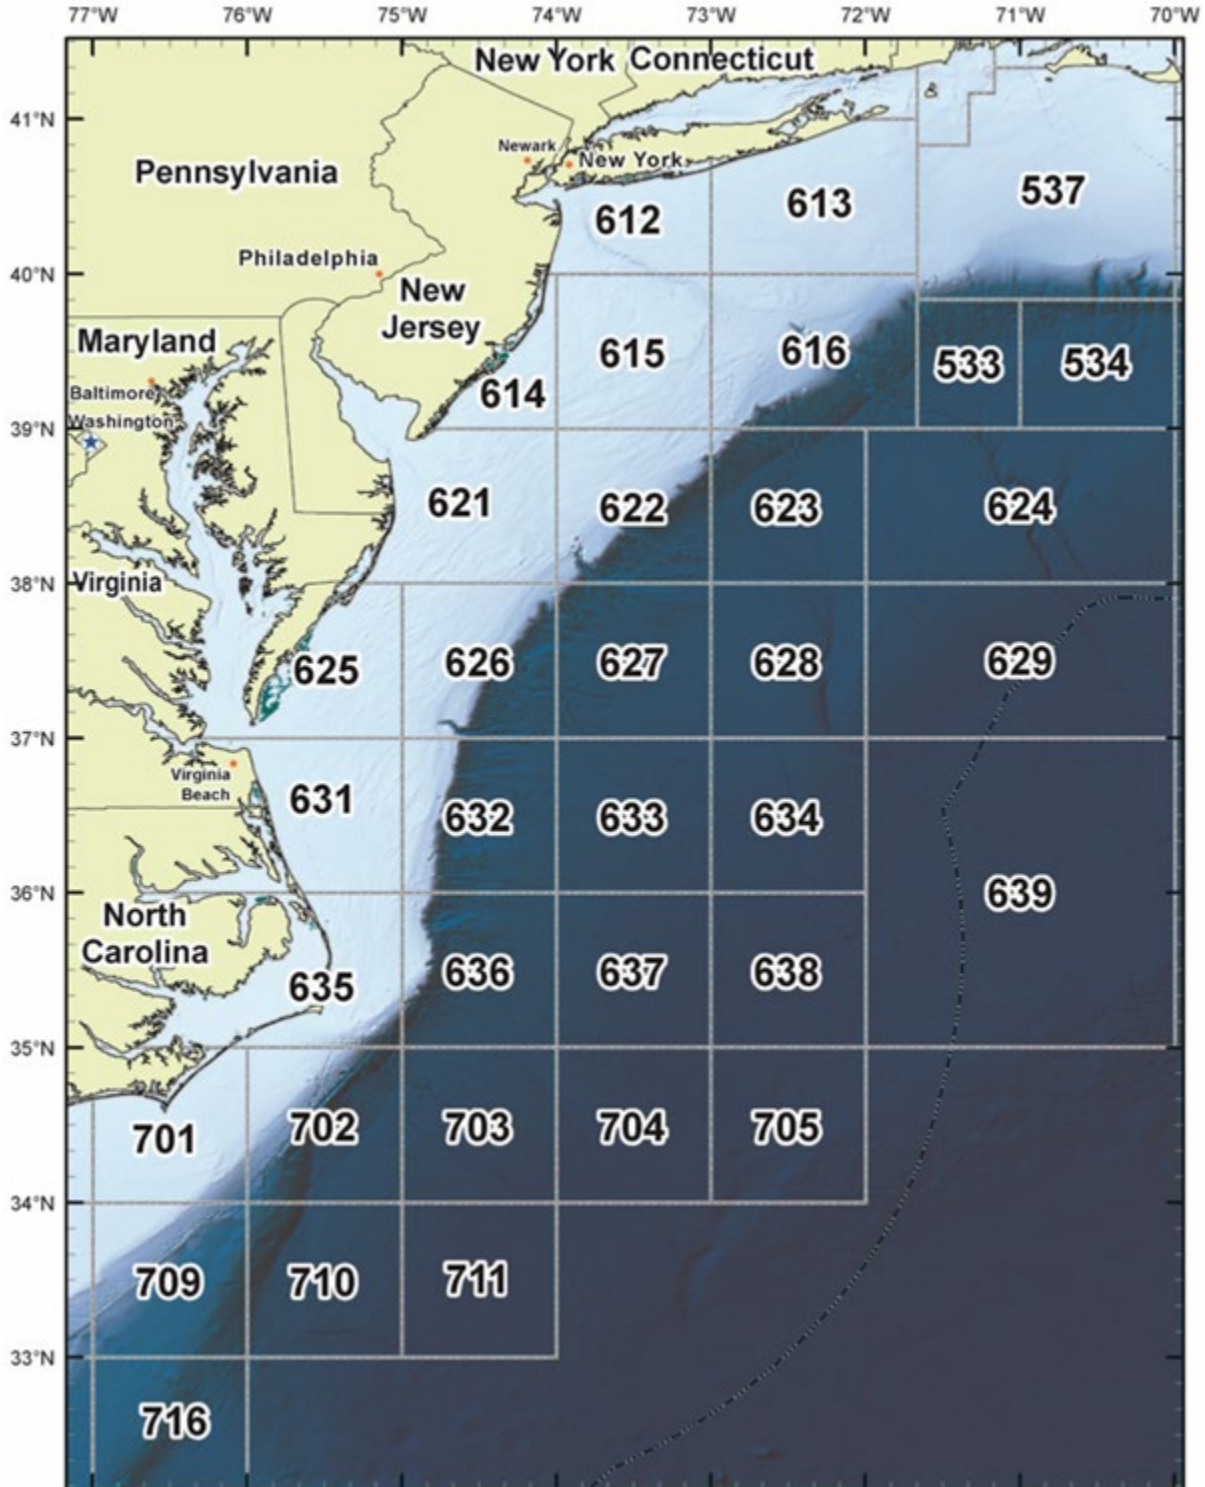 77°W 76°W 75°W 74°W 73°W 72°W 71°W 70°W
New York Connecticut
41°N
Newark
New York
Pennsylvania
537
613
612
Philadelphia
40°N
New
Jersey
Maryland
615
616
533
534
Baltimore
614
Washington
39°N
621
622
623
624
38°N
Virginia
625
626
627
628
629
37°N
Virginia
Beach
631
632
633
634
36°N
639
North
Carolina
635
636
637
638
35°N
701
702
703
704
705
34°N
709
710
711
33°N
716